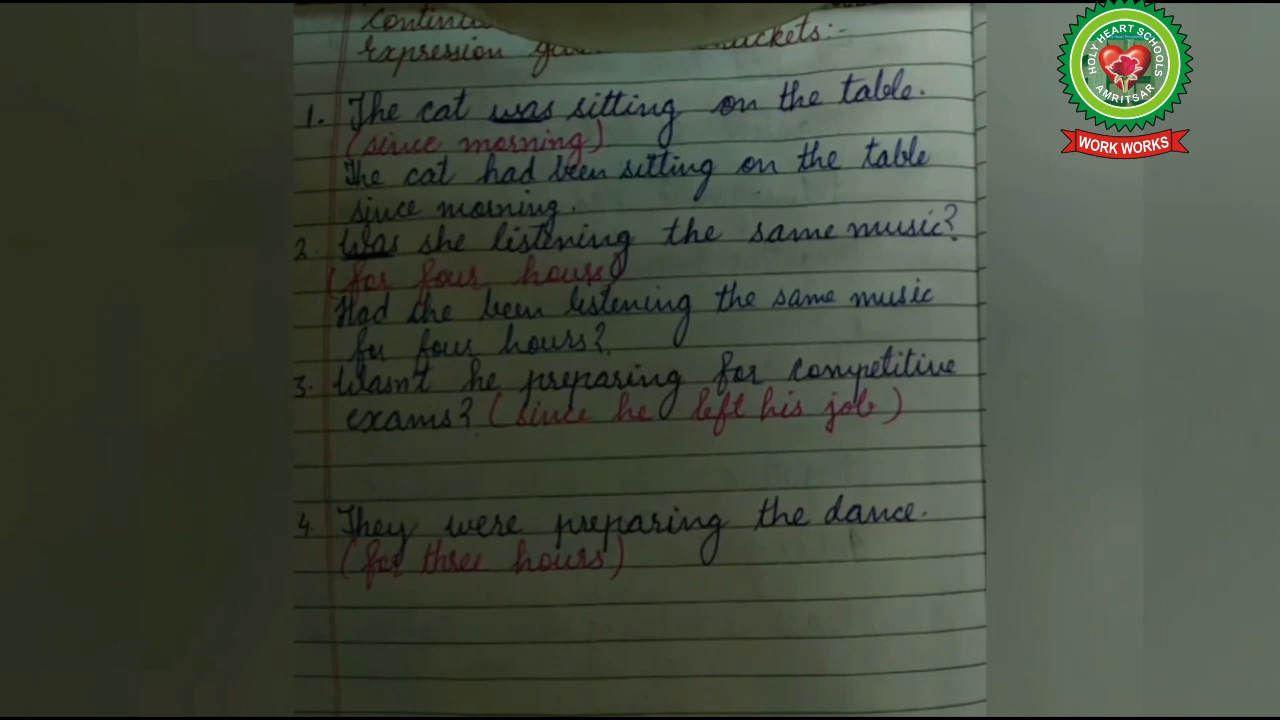 Expression
1. The cat was sitting on the table.
(since morning)
The cat had been sitting on the table
since morning.
2. Was she listening the same music?
(for four hours)
Had she been listening the same music
for four hours?
3. Wasn't he preparing for competitive
exams? (since he left his job)
4. They were preparing the dance.
(for three hours)
HOLY HEART SCHOOLS
AMRITSAR
WORK WORKS